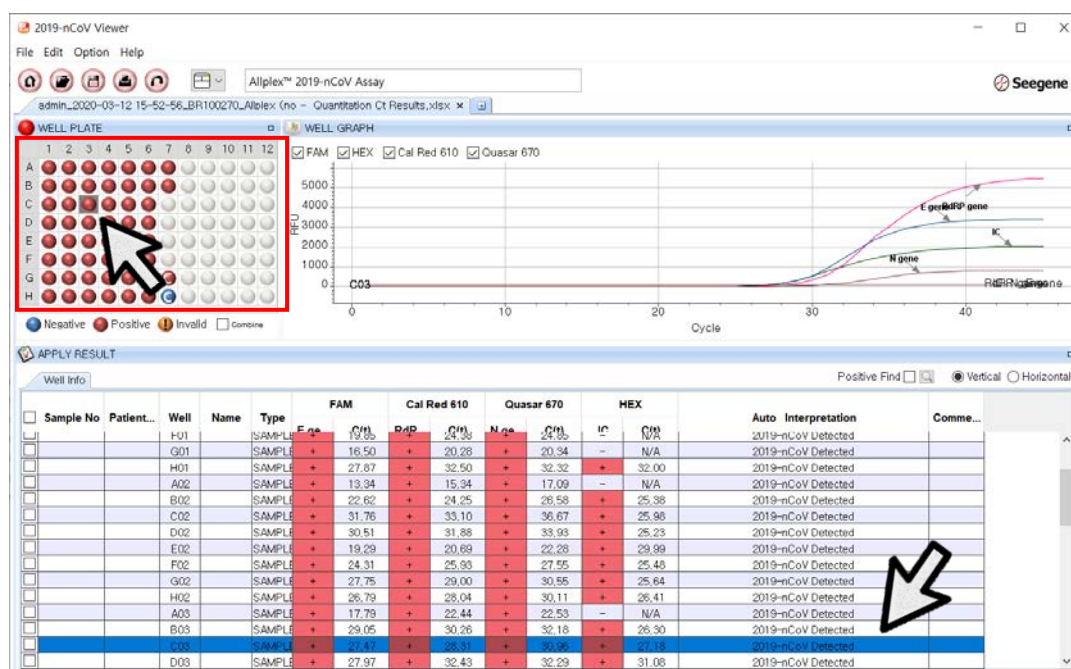 2019-nCoV Viewer
File Edit Option Help
Allplex™ 2019-nCoV Assay
Seegene
admin_2020-03-12 15-52-56_BR100270_Allplex (no - Quantitation Ct Results,xlsx
WELL PLATE
1 2 3 4 5 6 7 8 9 10 11 12
A
B
C
D
E
F
G
H
Negative Positive Invalid Combine
WELL GRAPH
FAM HEX Cal Red 610 Quasar 670
RFU
5000
4000
3000
2000
1000
0
C03
E gene RdRP gene
IC
N gene
0 10 20 30 40
Cycle
APPLY RESULT
Well Info
Positive Find Vertical Horizontal
FAM Cal Red 610 Quasar 670 HEX
Sample No Patient... Well Name Type C(t) RdR C(t) N ge C(t) IC C(t) Auto Interpretation Comme...
F01 SAMPLE + 19,85 + 24,38 + 24,85 - N/A 2019-nCoV Detected
G01 SAMPLE + 16,50 + 20,28 + 20,34 - N/A 2019-nCoV Detected
H01 SAMPLE + 27,87 + 32,50 + 32,32 + 32,00 2019-nCoV Detected
A02 SAMPLE + 13,34 + 15,34 + 17,09 - N/A 2019-nCoV Detected
B02 SAMPLE + 22,62 + 24,25 + 26,58 + 25,38 2019-nCoV Detected
C02 SAMPLE + 31,76 + 33,10 + 36,67 + 25,98 2019-nCoV Detected
D02 SAMPLE + 30,51 + 31,88 + 33,93 + 25,23 2019-nCoV Detected
E02 SAMPLE + 19,29 + 20,69 + 22,28 + 29,99 2019-nCoV Detected
F02 SAMPLE + 24,31 + 25,93 + 27,55 + 25,48 2019-nCoV Detected
G02 SAMPLE + 27,75 + 29,00 + 30,55 + 25,64 2019-nCoV Detected
H02 SAMPLE + 26,79 + 28,04 + 30,11 + 26,41 2019-nCoV Detected
A03 SAMPLE + 17,79 + 22,44 + 22,53 - N/A 2019-nCoV Detected
B03 SAMPLE + 29,05 + 30,26 + 32,18 + 26,30 2019-nCoV Detected
C03 SAMPLE + 27,47 + 28,31 + 30,96 + 27,18 2019-nCoV Detected
D03 SAMPLE + 27,97 + 32,43 + 32,29 + 31,08 2019-nCoV Detected